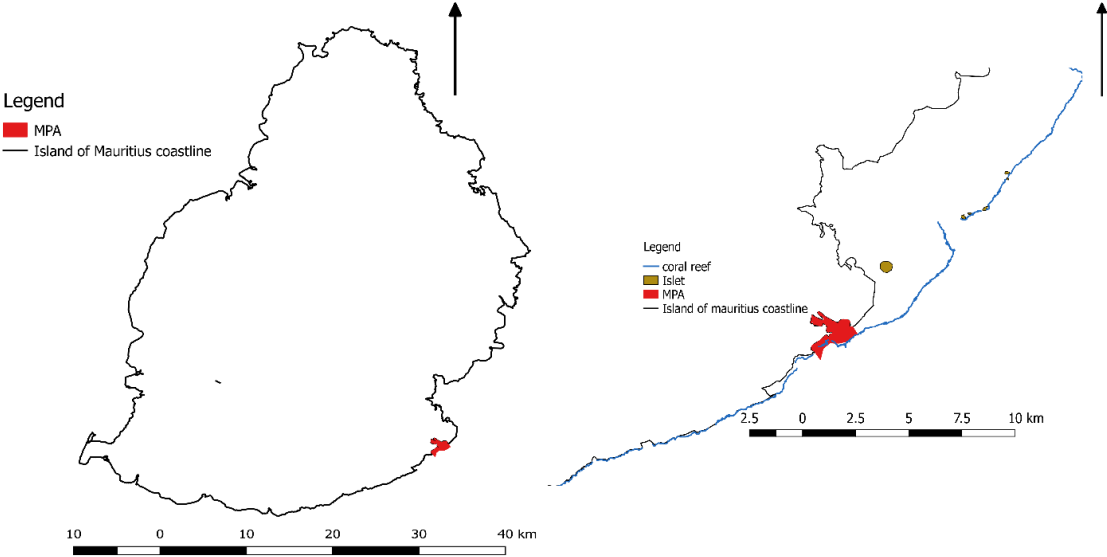 Legend
MPA
Island of Mauritius coastline
10 0 10 20 30 40 km
Legend
coral reef
Islet
MPA
Island of mauritius coastline
2.5 0 2.5 5 7.5 10 km